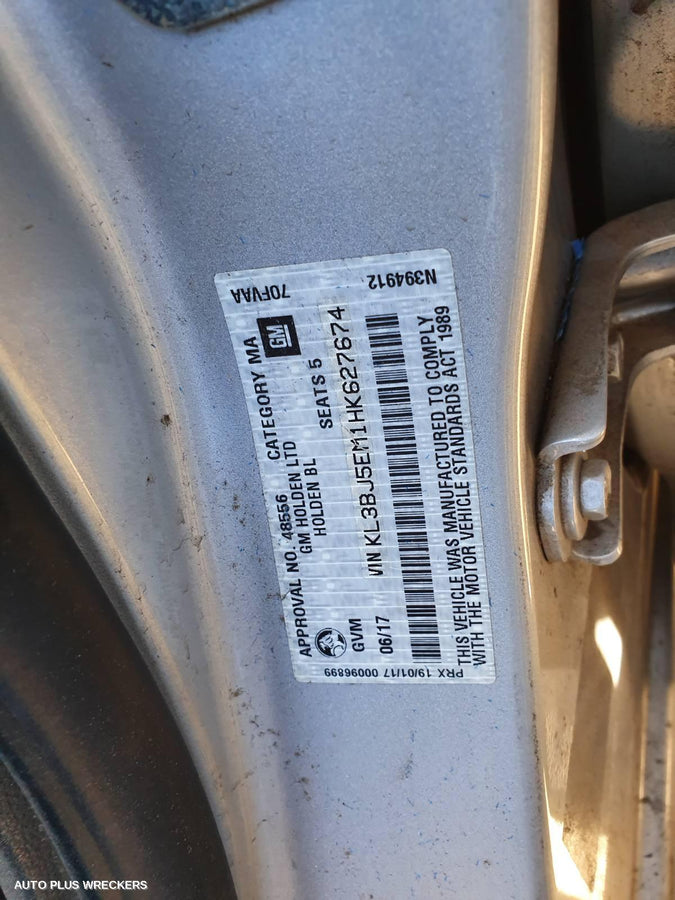 70FVAA
N394912
APPROVAL NO. 48556 CATEGORY MA
GM HOLDEN LTD
GM
HOLDEN BL
SEATS 5
GVM
VIN KL3BJ5EM1HK627674
06/17
THIS VEHICLE WAS MANUFACTURED TO COMPLY
WITH THE MOTOR VEHICLE STANDARDS ACT 1989
PRX 19/01/17 00096899
AUTO PLUS WRECKERS